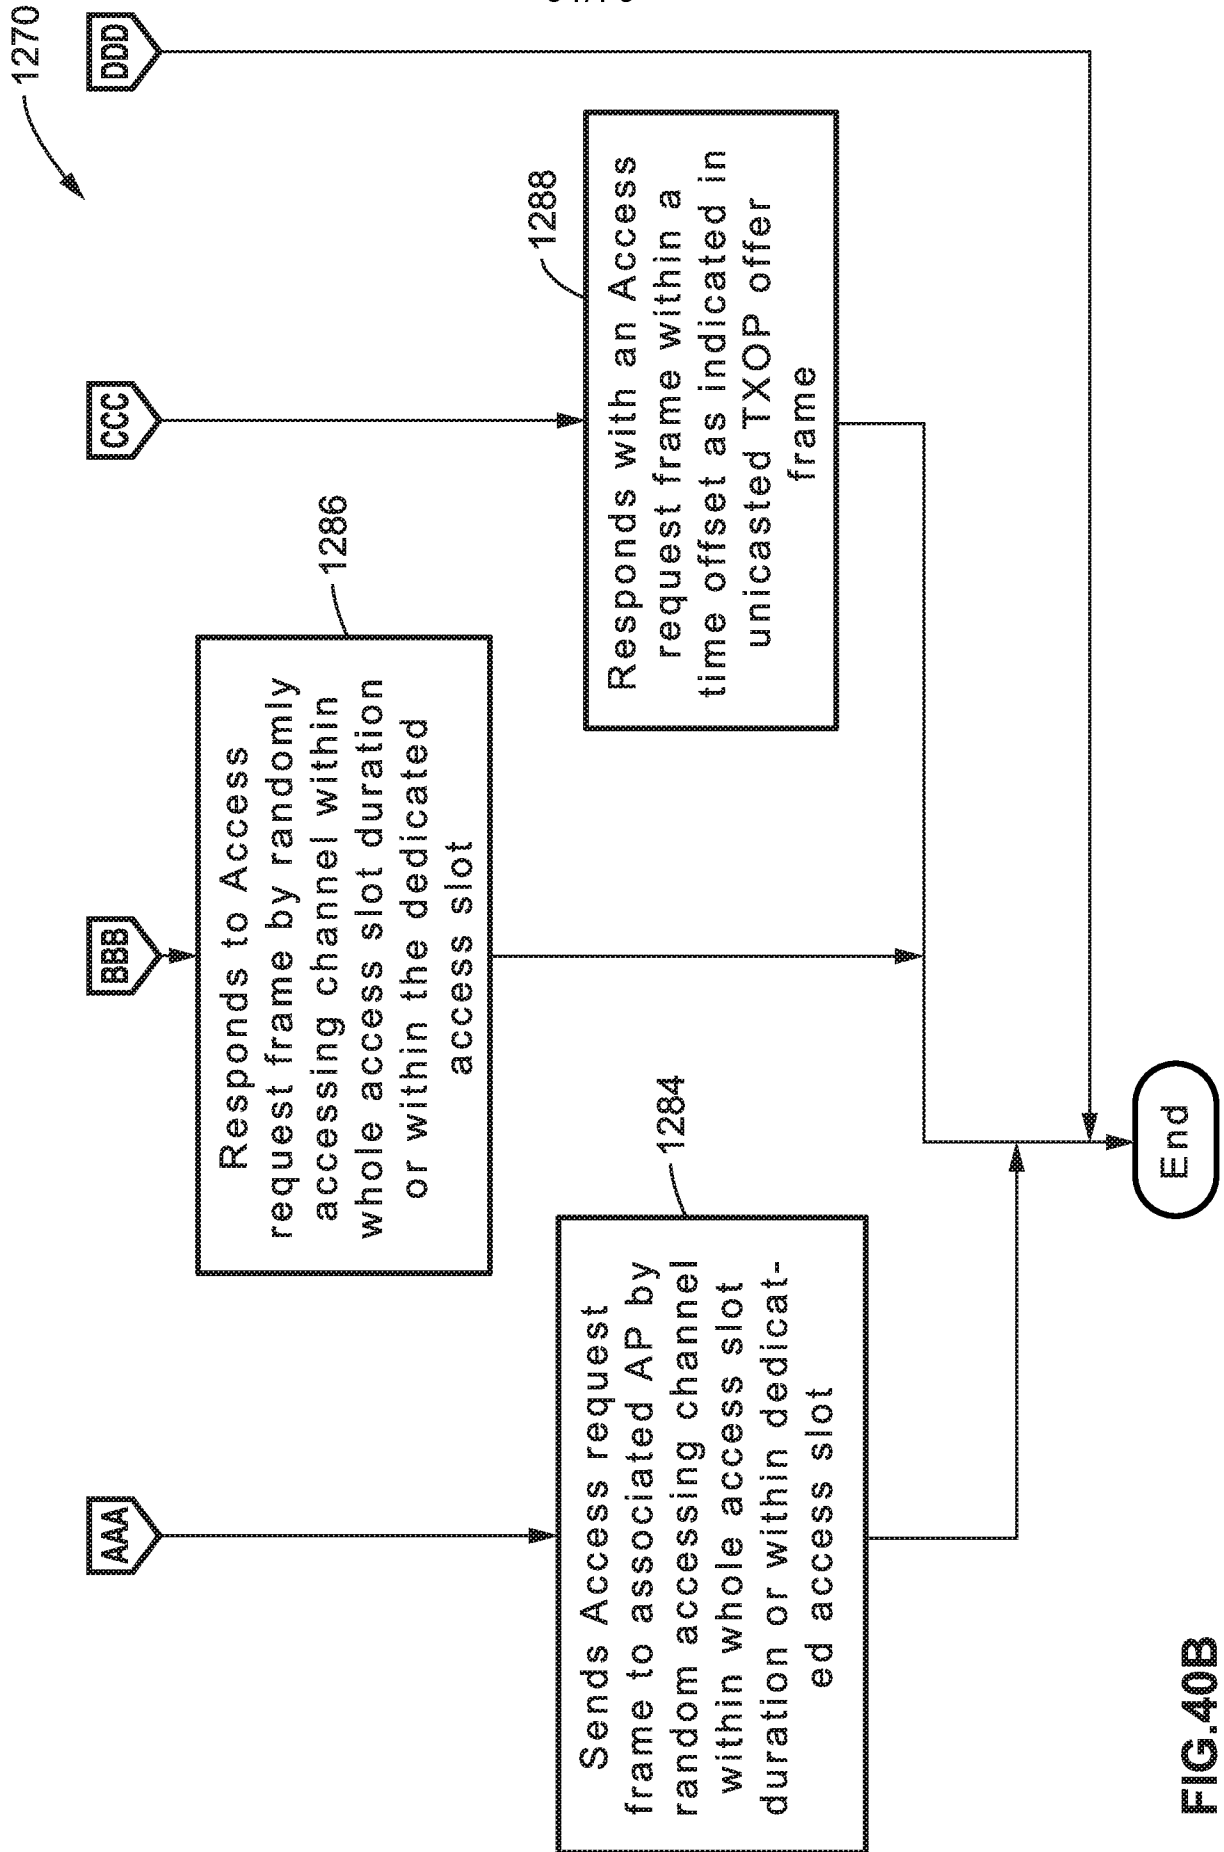 1270
AAA
BBB
CCC
DDD
Sends Access request
frame to associated AP by
random accessing channel
within whole access slot
duration or within dedicat-
ed access slot
1284
Responds to Access
request frame by randomly
accessing channel within
whole access slot duration
or within the dedicated
access slot
1286
Responds with an Access
request frame within a
time offset as indicated in
unicasted TXOP offer
frame
1288
End
FIG.40B